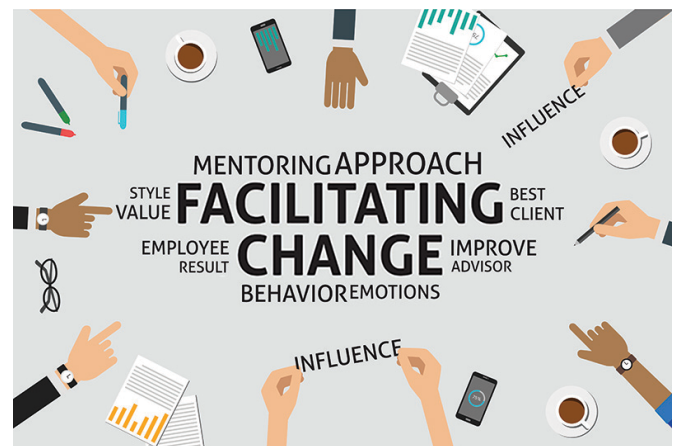 INFLUENCE
MENTORING APPROACH
STYLE
VALUE
FACILITATING
BEST
CLIENT
EMPLOYEE
RESULT
CHANGE
IMPROVE
ADVISOR
BEHAVIOR EMOTIONS
INFLUENCE